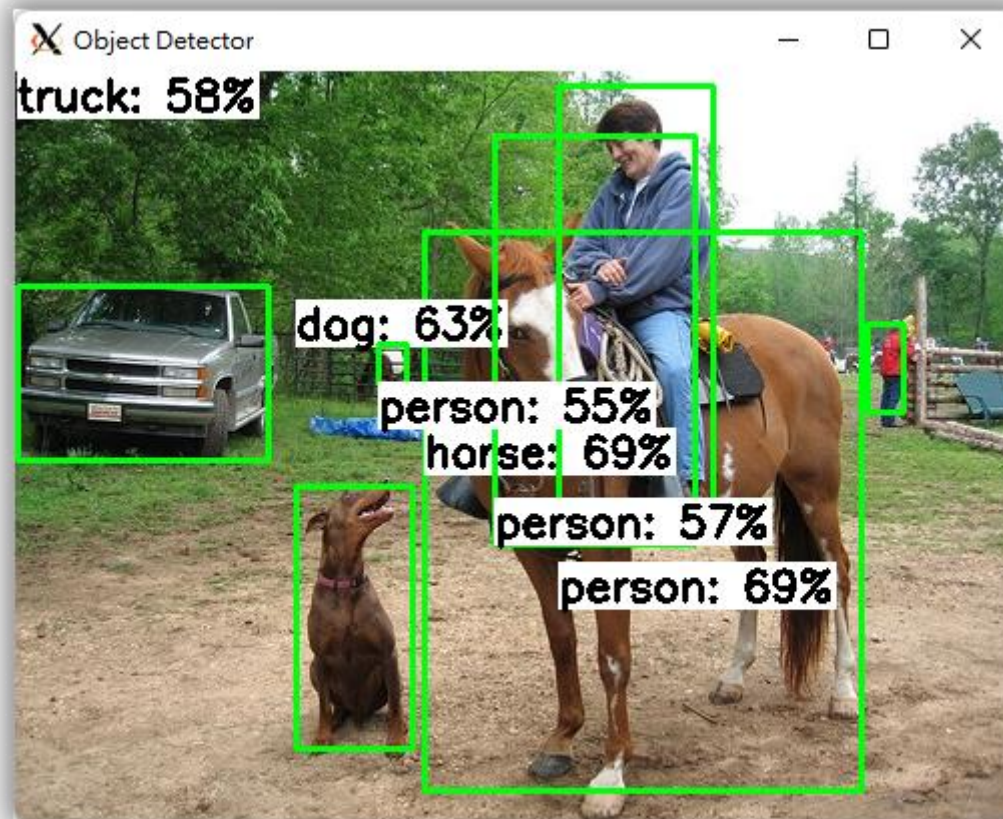 Object Detector
truck: 58%
dog: 63%
person: 55%
horse: 69%
person: 57%
person: 69%